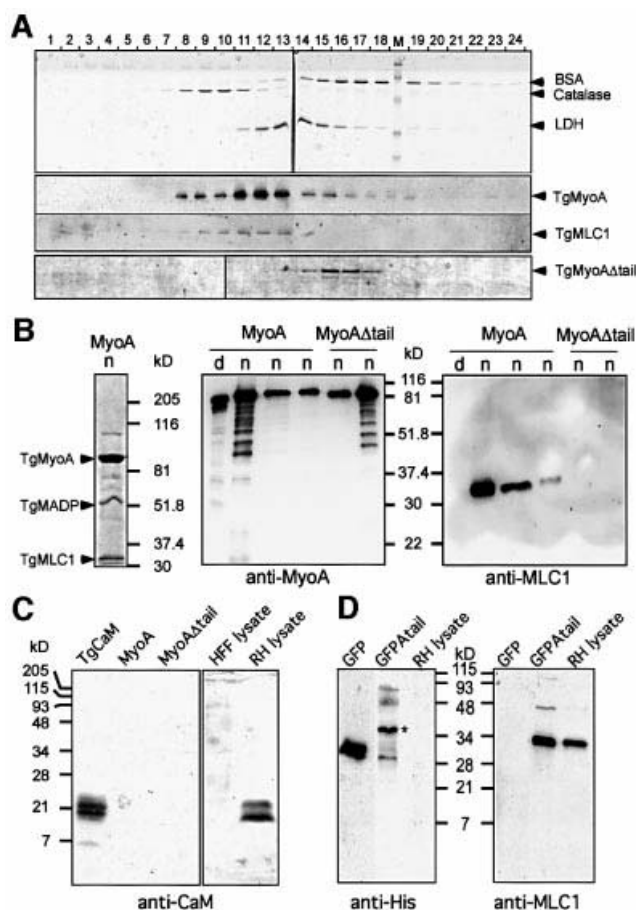 A
1 2 3 4 5 6 7 8 9 10 11 12 13 14 15 16 17 18 M 19 20 21 22 23 24
BSA
Catalase
LDH
TgMyoA
TgMLC1
TgMyoAΔtail
B
MyoA
n
kD
205
116
81
51.8
37.4
30
TgMyoA
TgMADP
TgMLC1
MyoA MyoAΔtail
d n n n n n
anti-MyoA
116
81
51.8
37.4
30
22
MyoA MyoAΔtail
d n n n n n
anti-MLC1
C
kD
205
115
93
48
34
28
21
7
TgCaM MyoA MyoAΔtail HFF lysate RH lysate
anti-CaM
D
GFP GFPAtail RH lysate
*
anti-His
kD
115
93
48
34
28
21
7
GFP GFPAtail RH lysate
anti-MLC1